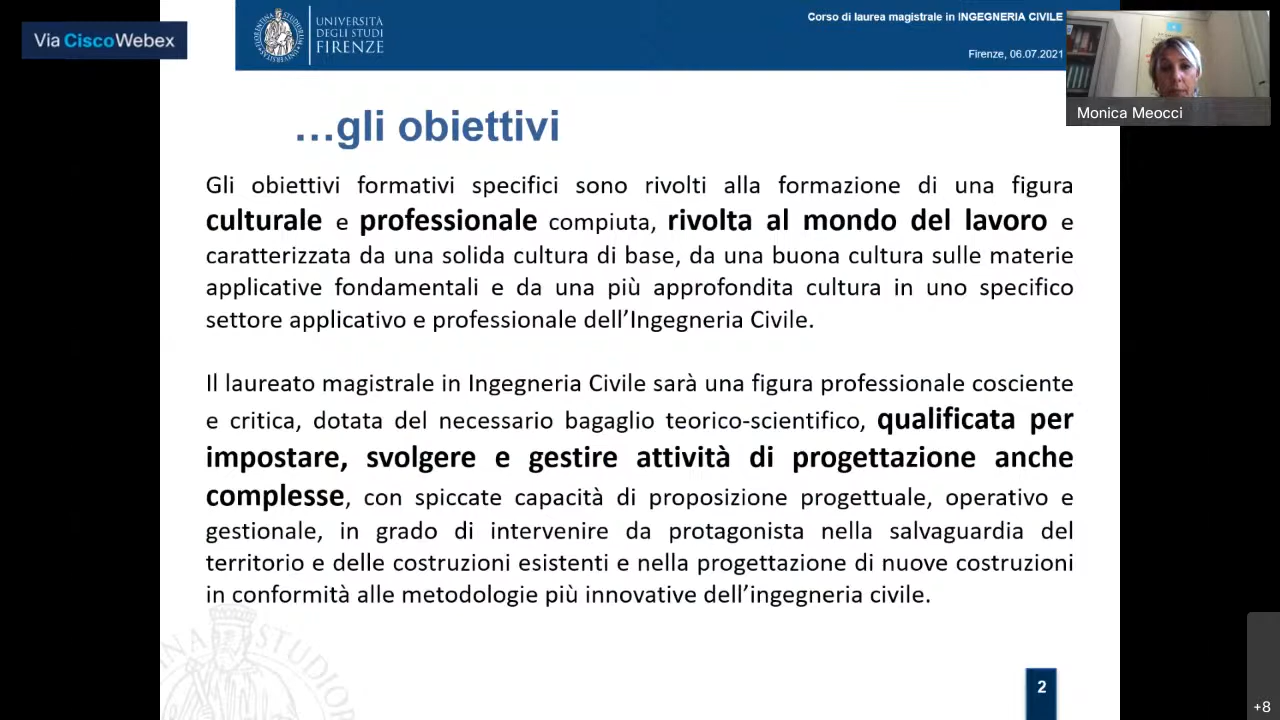 Via CiscoWebex
UNIVERSITÀ
DEGLI STUDI
FIRENZE
Corso di laurea magistrale in INGEGNERIA CIVILE
Firenze, 06.07.2021
Monica Meocci
…gli obiettivi
Gli obiettivi formativi specifici sono rivolti alla formazione di una figura
culturale e professionale compiuta, rivolta al mondo del lavoro e
caratterizzata da una solida cultura di base, da una buona cultura sulle materie
applicative fondamentali e da una più approfondita cultura in uno specifico
settore applicativo e professionale dell’Ingegneria Civile.
Il laureato magistrale in Ingegneria Civile sarà una figura professionale cosciente
e critica, dotata del necessario bagaglio teorico-scientifico, qualificata per
impostare, svolgere e gestire attività di progettazione anche
complesse, con spiccate capacità di proposizione progettuale, operativo e
gestionale, in grado di intervenire da protagonista nella salvaguardia del
territorio e delle costruzioni esistenti e nella progettazione di nuove costruzioni
in conformità alle metodologie più innovative dell’ingegneria civile.
2
+8